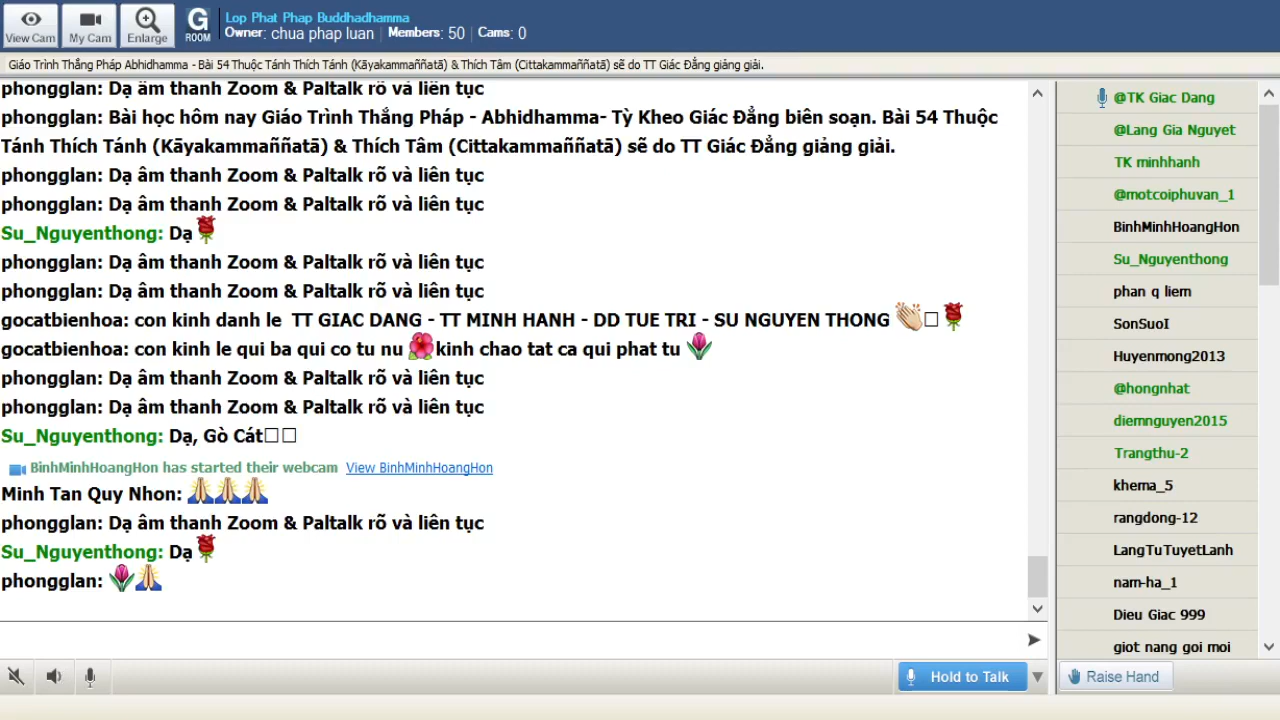 View Cam
My Cam
Enlarge
G
ROOM
Lop Phat Phap Buddhadhamma
Owner: chua phap luan Members: 50 Cams: 0
Giáo Trình Thắng Pháp Abhidhamma - Bài 54 Thuộc Tánh Thích Tánh (Kāyakammaññatā) & Thích Tâm (Cittakammaññatā) sẽ do TT Giác Đẳng giảng giải.
phongglan: Dạ âm thanh Zoom & Paltalk rõ và liên tục
phongglan: Bài học hôm nay Giáo Trình Thắng Pháp - Abhidhamma- Tỳ Kheo Giác Đẳng biên soạn. Bài 54 Thuộc
Tánh Thích Tánh (Kāyakammaññatā) & Thích Tâm (Cittakammaññatā) sẽ do TT Giác Đẳng giảng giải.
phongglan: Dạ âm thanh Zoom & Paltalk rõ và liên tục
phongglan: Dạ âm thanh Zoom & Paltalk rõ và liên tục
Su_Nguyenthong: Dạ🌹
phongglan: Dạ âm thanh Zoom & Paltalk rõ và liên tục
phongglan: Dạ âm thanh Zoom & Paltalk rõ và liên tục
gocatbienhoa: con kinh danh le TT GIAC DANG - TT MINH HANH - DD TUE TRI - SU NGUYEN THONG 👏□🌹
gocatbienhoa: con kinh le qui ba qui co tu nu 🌺kinh chao tat ca qui phat tu 🌷
phongglan: Dạ âm thanh Zoom & Paltalk rõ và liên tục
phongglan: Dạ âm thanh Zoom & Paltalk rõ và liên tục
Su_Nguyenthong: Dạ, Gò Cát□□
BinhMinhHoangHon has started their webcam View BinhMinhHoangHon
Minh Tan Quy Nhon: 🙏🙏🙏
phongglan: Dạ âm thanh Zoom & Paltalk rõ và liên tục
Su_Nguyenthong: Dạ🌹
phongglan: 🌷🙏
@TK Giac Dang
@Lang Gia Nguyet
TK minhhanh
@motcoiphuvan_1
BinhMinhHoangHon
Su_Nguyenthong
phan q liem
SonSuoI
Huyenmong2013
@hongnhat
diemnguyen2015
Trangthu-2
khema_5
rangdong-12
LangTuTuyetLanh
nam-ha_1
Dieu Giac 999
giot nang goi moi
Hold to Talk
Raise Hand